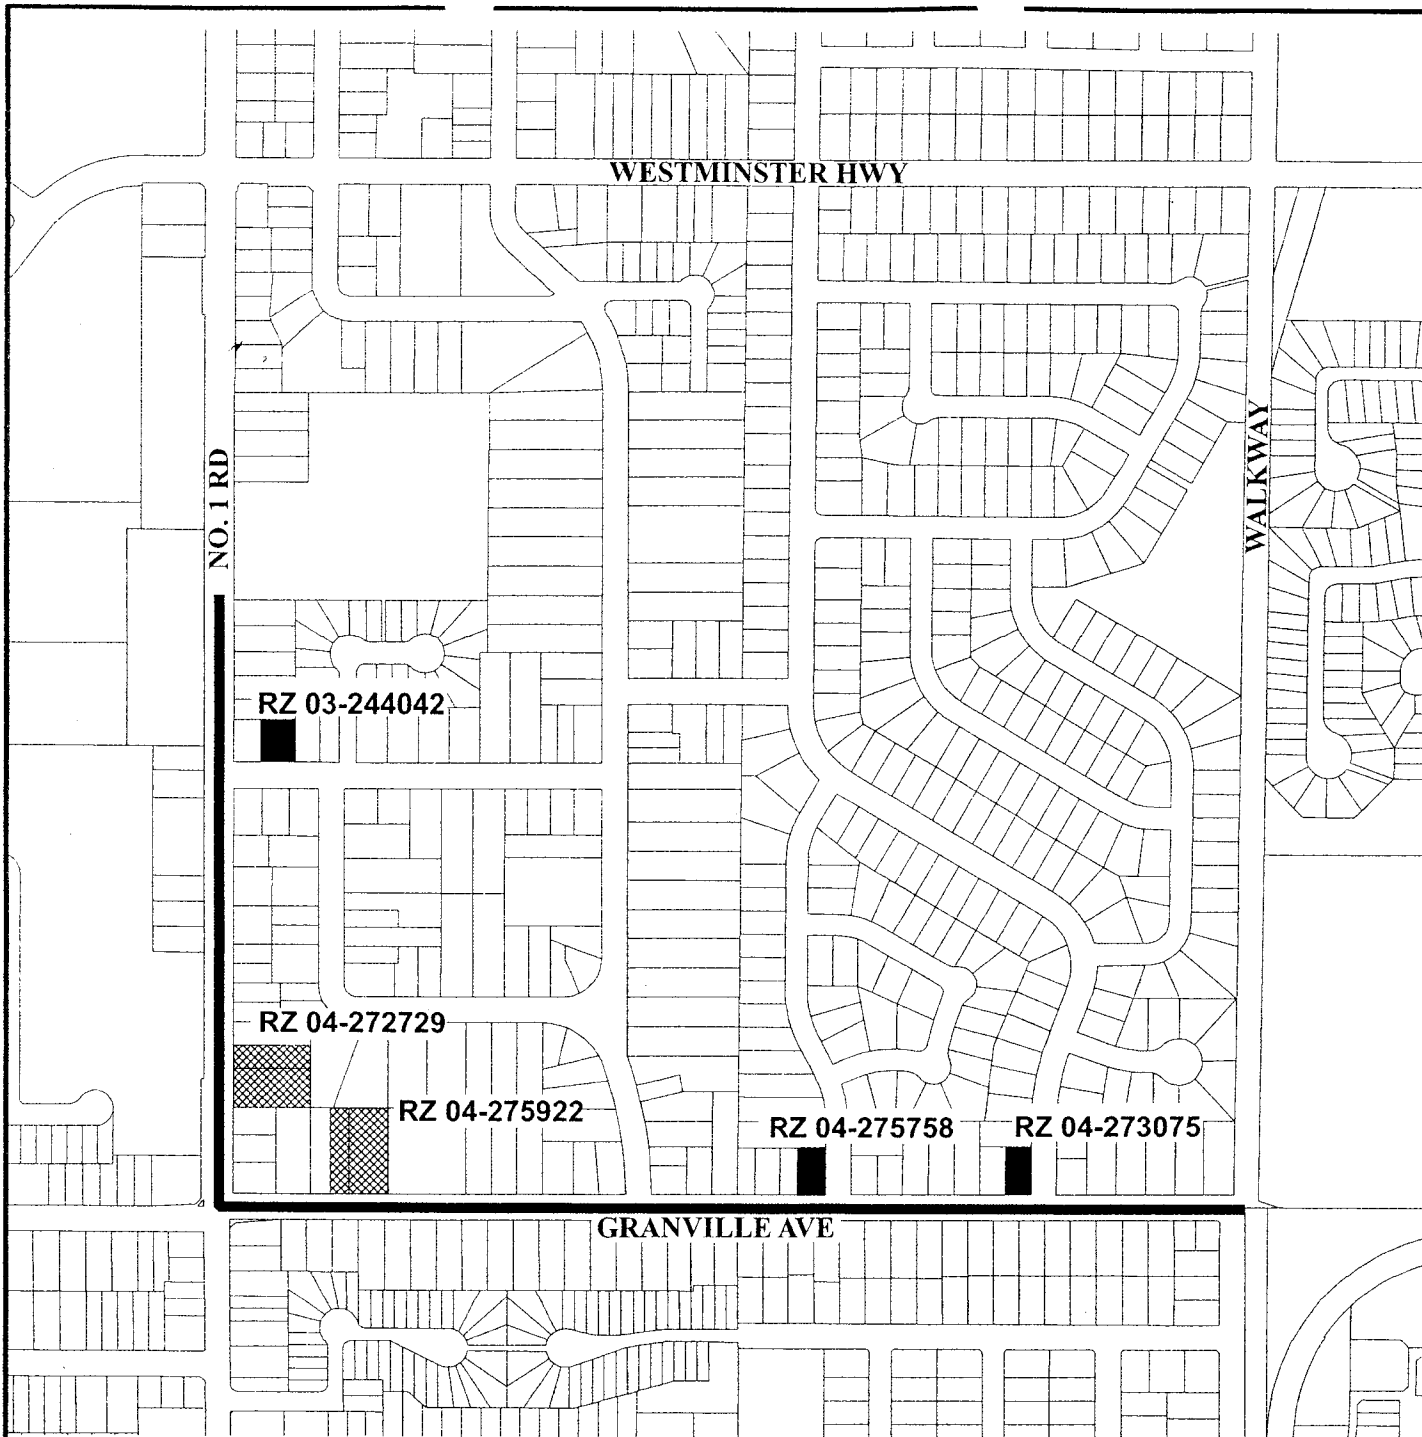 WESTMINSTER HWY
NO. 1 RD
WALKWAY
RZ 03-244042
RZ 04-272729
RZ 04-275922
RZ 04-275758
RZ 04-273075
GRANVILLE AVE